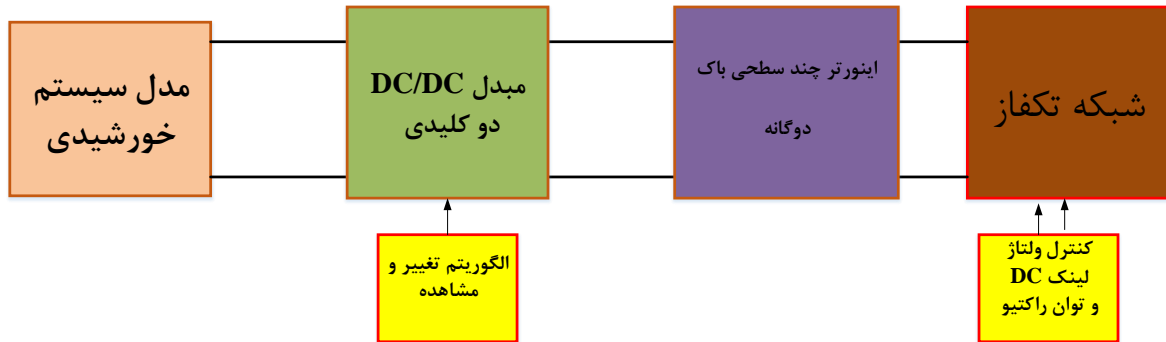 مدل سیستم
خورشیدی
مبدل DC/DC
دو کلیدی
اینورتر چند سطحی باک
دوگانه
شبکه تکفاز
الگوریتم تغییر و
مشاهده
کنترل ولتاژ
لینک DC
و توان راکتیو